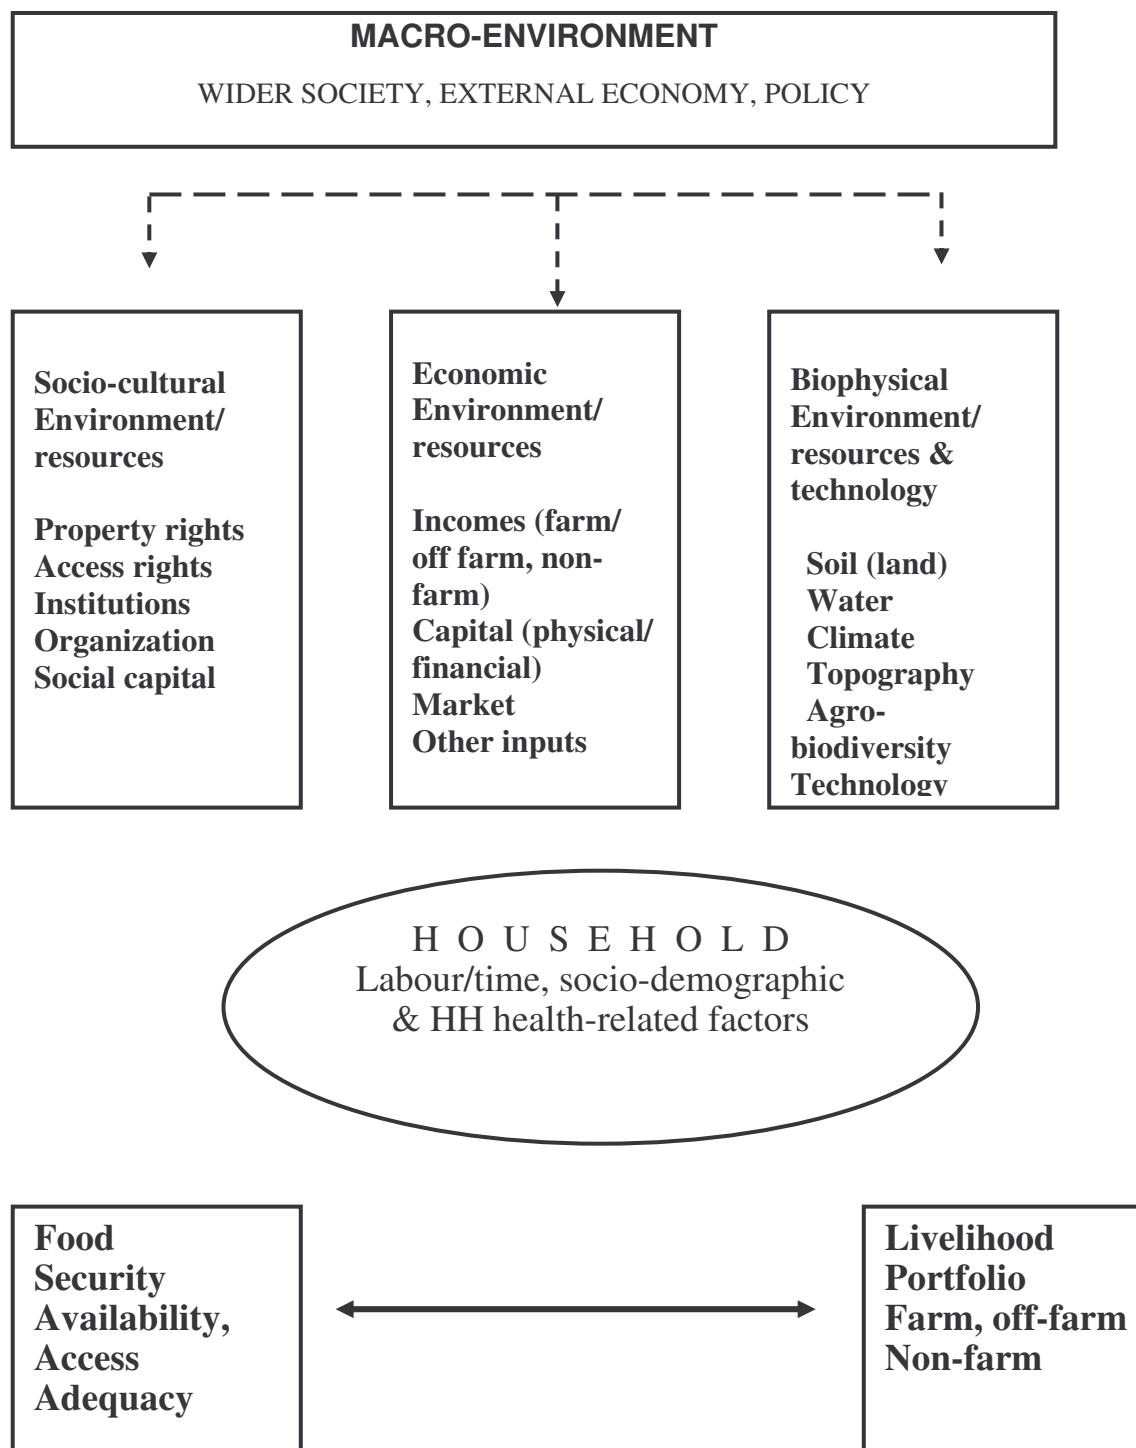 MACRO-ENVIRONMENT
WIDER SOCIETY, EXTERNAL ECONOMY, POLICY
Socio-cultural
Environment/
resources
Property rights
Access rights
Institutions
Organization
Social capital
Economic
Environment/
resources
Incomes (farm/
off farm, non-
farm)
Capital (physical/
financial)
Market
Other inputs
Biophysical
Environment/
resources &
technology
Soil (land)
Water
Climate
Topography
Agro-
biodiversity
Technology
H O U S E H O L D
Labour/time, socio-demographic
& HH health-related factors
Food
Security
Availability,
Access
Adequacy
Livelihood
Portfolio
Farm, off-farm
Non-farm